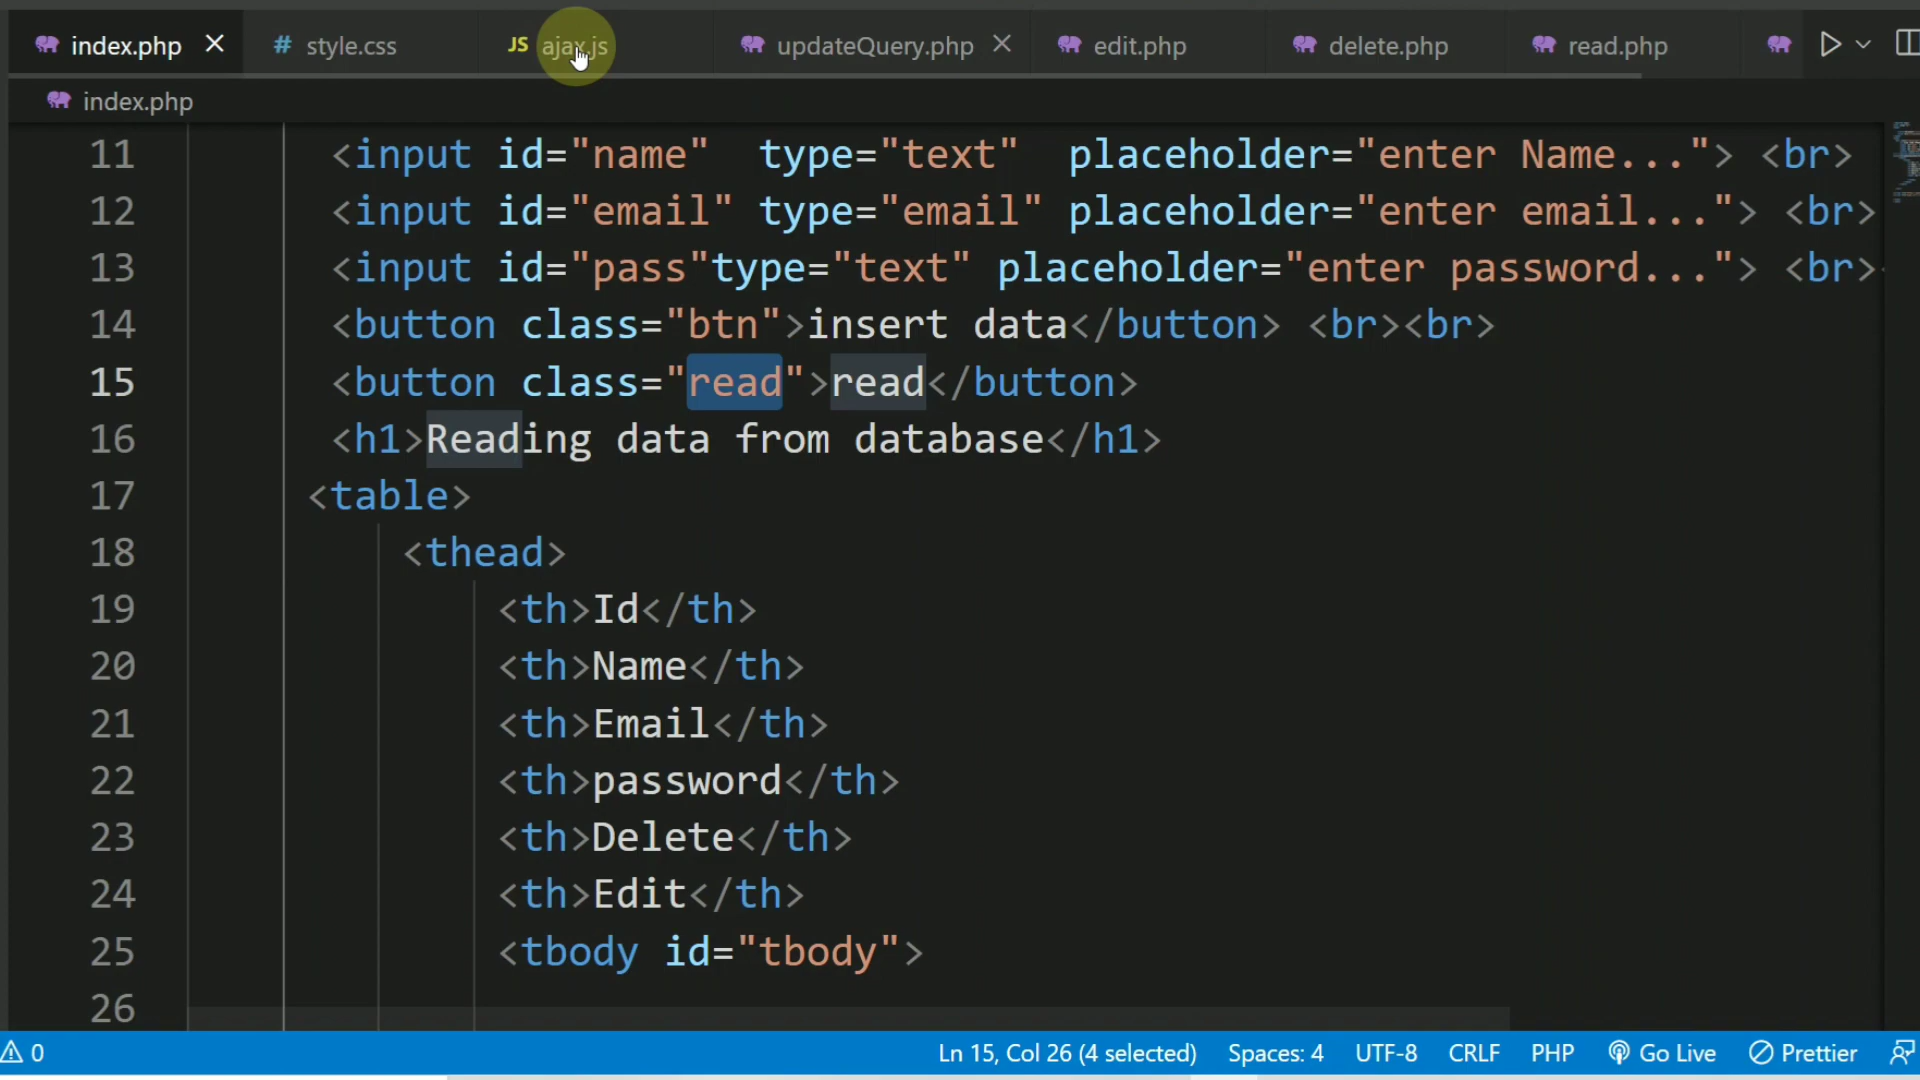 index.php
# style.css
JS ajax.js
updateQuery.php
edit.php
delete.php
read.php
index.php
11 <input id="name"  type="text"  placeholder="enter Name..."> <br>
12 <input id="email" type="email" placeholder="enter email..."> <br>
13 <input id="pass"type="text" placeholder="enter password..."> <br>
14 <button class="btn">insert data</button> <br><br>
15 <button class="read">read</button>
16 <h1>Reading data from database</h1>
17 <table>
18 <thead>
19 <th>Id</th>
20 <th>Name</th>
21 <th>Email</th>
22 <th>password</th>
23 <th>Delete</th>
24 <th>Edit</th>
25 <tbody id="tbody">
26
0 Ln 15, Col 26 (4 selected) Spaces: 4 UTF-8 CRLF PHP Go Live Prettier